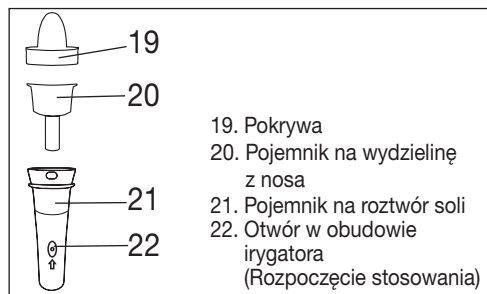 19
20
21
22
19. Pokrywa
20. Pojemnik na wydzielinę
z nosa
21. Pojemnik na roztwór soli
22. Otwór w obudowie
irygatora
(Rozpoczęcie stosowania)